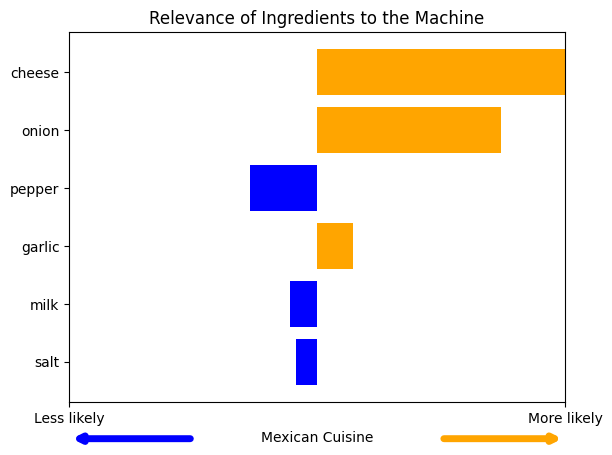 Relevance of Ingredients to the Machine
cheese
onion
pepper
garlic
milk
salt
Less likely
More likely
Mexican Cuisine